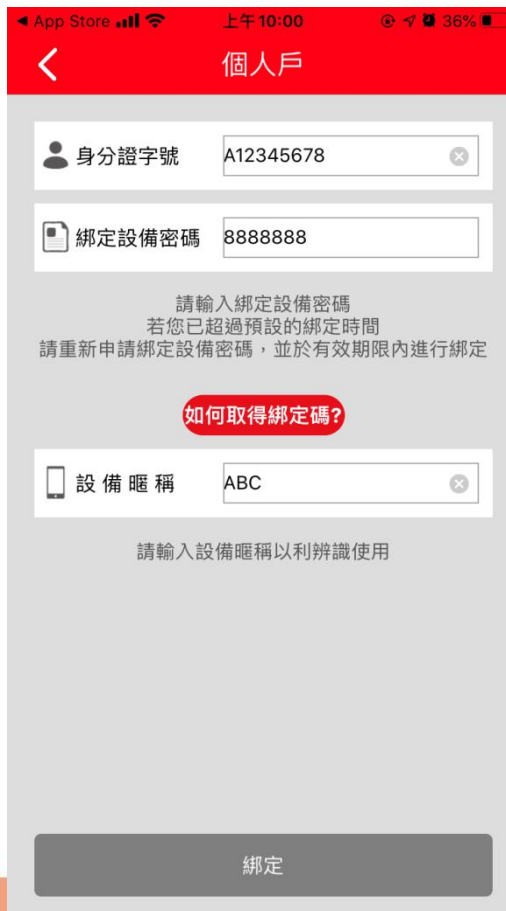 ◀ App Store 上午10:00 36%
個人戶
身分證字號 A12345678
綁定設備密碼 8888888
請輸入綁定設備密碼
若您已超過預設的綁定時間
請重新申請綁定設備密碼，並於有效期限內進行綁定
如何取得綁定碼?
設備暱稱 ABC
請輸入設備暱稱以利辨識使用
綁定